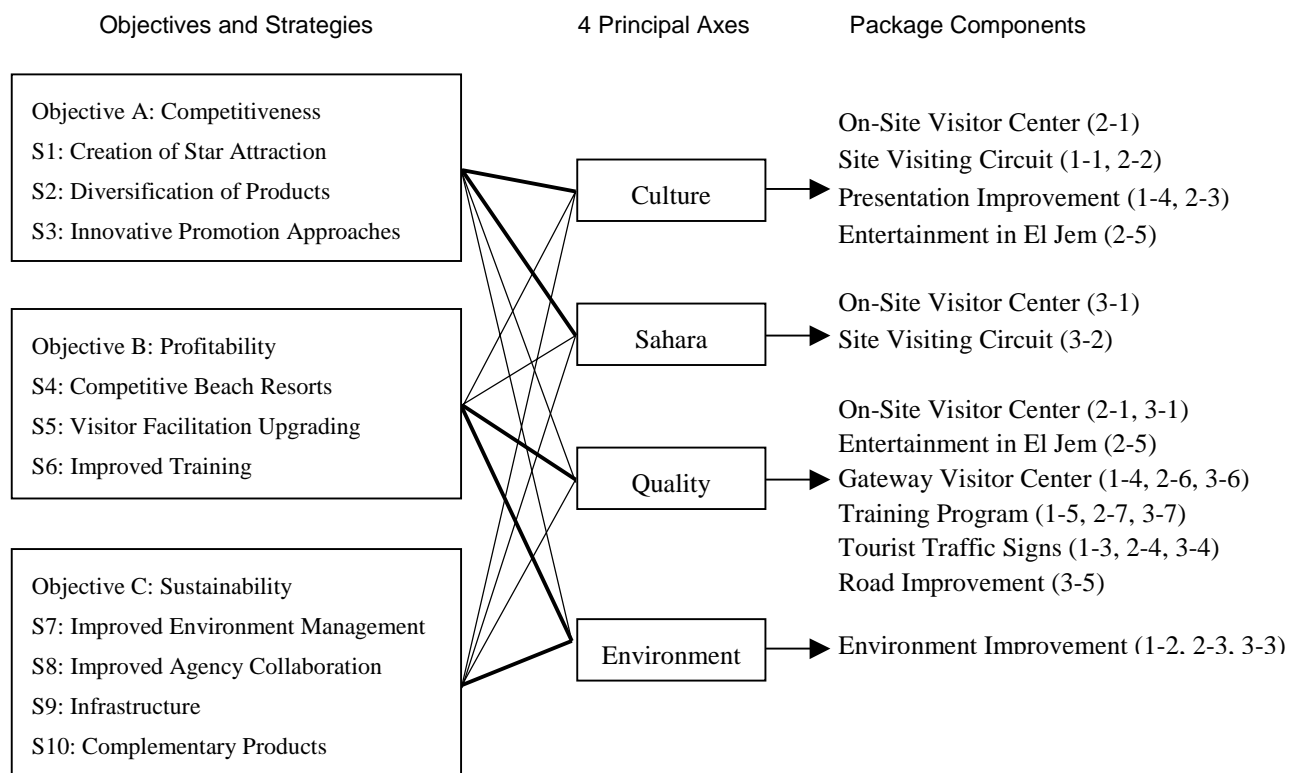 Objectives and Strategies
4 Principal Axes
Package Components
Objective A: Competitiveness
S1: Creation of Star Attraction
S2: Diversification of Products
S3: Innovative Promotion Approaches
Objective B: Profitability
S4: Competitive Beach Resorts
S5: Visitor Facilitation Upgrading
S6: Improved Training
Objective C: Sustainability
S7: Improved Environment Management
S8: Improved Agency Collaboration
S9: Infrastructure
S10: Complementary Products
Culture
Sahara
Quality
Environment
On-Site Visitor Center (2-1)
Site Visiting Circuit (1-1, 2-2)
Presentation Improvement (1-4, 2-3)
Entertainment in El Jem (2-5)
On-Site Visitor Center (3-1)
Site Visiting Circuit (3-2)
On-Site Visitor Center (2-1, 3-1)
Entertainment in El Jem (2-5)
Gateway Visitor Center (1-4, 2-6, 3-6)
Training Program (1-5, 2-7, 3-7)
Tourist Traffic Signs (1-3, 2-4, 3-4)
Road Improvement (3-5)
Environment Improvement (1-2, 2-3, 3-3)